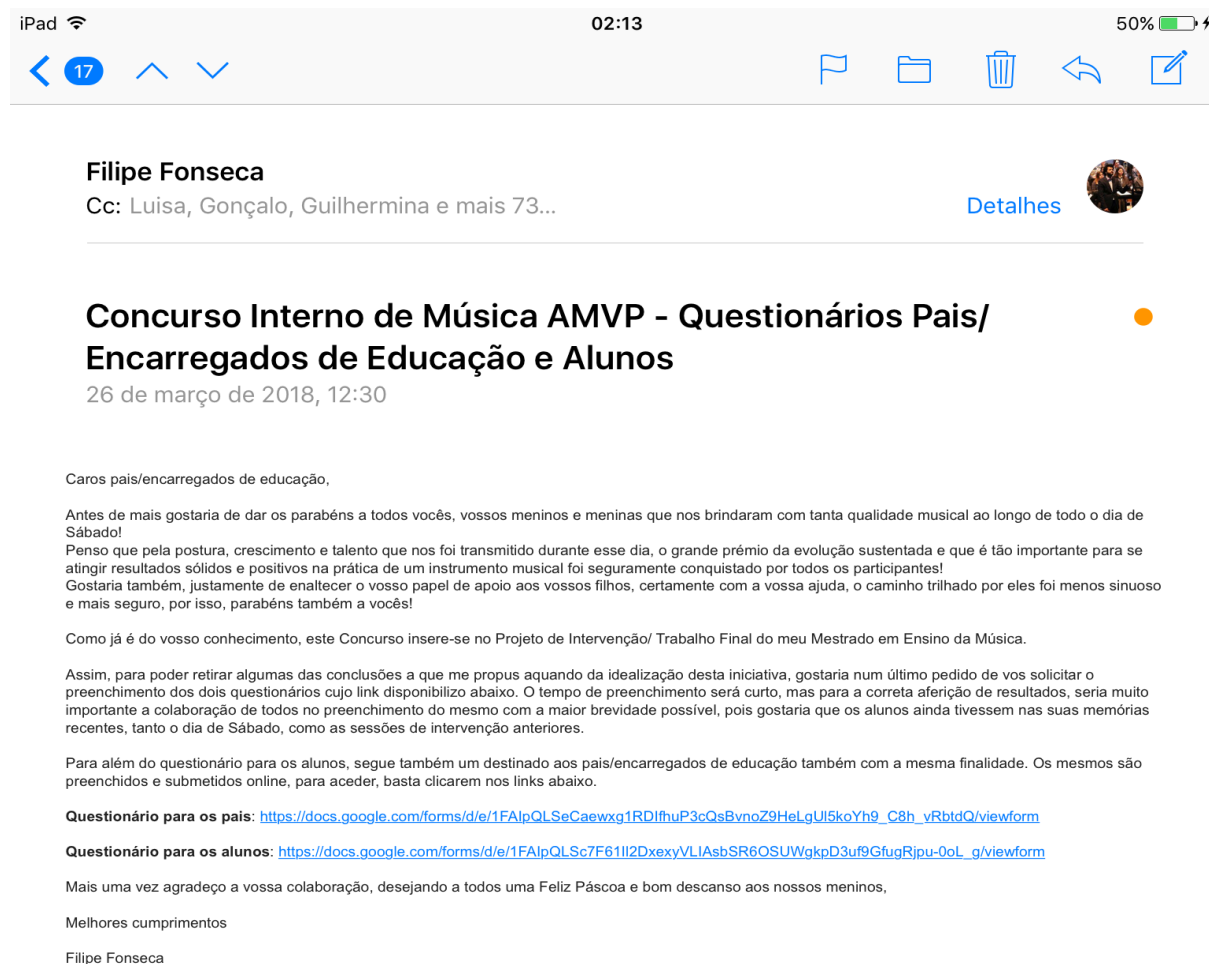 iPad 02:13 50%
17
Filipe Fonseca
Cc: Luisa, Gonçalo, Guilhermina e mais 73...
Detalhes
Concurso Interno de Música AMVP - Questionários Pais/
Encarregados de Educação e Alunos
26 de março de 2018, 12:30
Caros pais/encarregados de educação,
Antes de mais gostaria de dar os parabéns a todos vocês, vossos meninos e meninas que nos brindaram com tanta qualidade musical ao longo de todo o dia de
Sábado!
Penso que pela postura, crescimento e talento que nos foi transmitido durante esse dia, o grande prémio da evolução sustentada e que é tão importante para se
atingir resultados sólidos e positivos na prática de um instrumento musical foi seguramente conquistado por todos os participantes!
Gostaria também, justamente de enaltecer o vosso papel de apoio aos vossos filhos, certamente com a vossa ajuda, o caminho trilhado por eles foi menos sinuoso
e mais seguro, por isso, parabéns também a vocês!
Como já é do vosso conhecimento, este Concurso insere-se no Projeto de Intervenção/ Trabalho Final do meu Mestrado em Ensino da Música.
Assim, para poder retirar algumas das conclusões a que me propus aquando da idealização desta iniciativa, gostaria num último pedido de vos solicitar o
preenchimento dos dois questionários cujo link disponibilizo abaixo. O tempo de preenchimento será curto, mas para a correta aferição de resultados, seria muito
importante a colaboração de todos no preenchimento do mesmo com a maior brevidade possível, pois gostaria que os alunos ainda tivessem nas suas memórias
recentes, tanto o dia de Sábado, como as sessões de intervenção anteriores.
Para além do questionário para os alunos, segue também um destinado aos pais/encarregados de educação também com a mesma finalidade. Os mesmos são
preenchidos e submetidos online, para aceder, basta clicarem nos links abaixo.
Questionário para os pais: https://docs.google.com/forms/d/e/1FAIpQLSeCaewxg1RDIfhuP3cQsBvnoZ9HeLgUl5koYh9_C8h_vRbtdQ/viewform
Questionário para os alunos: https://docs.google.com/forms/d/e/1FAIpQLSc7F61II2DxexyVLIAsbSR6OSUWgkpD3uf9GfugRjpu-0oL_g/viewform
Mais uma vez agradeço a vossa colaboração, desejando a todos uma Feliz Páscoa e bom descanso aos nossos meninos,
Melhores cumprimentos
Filipe Fonseca